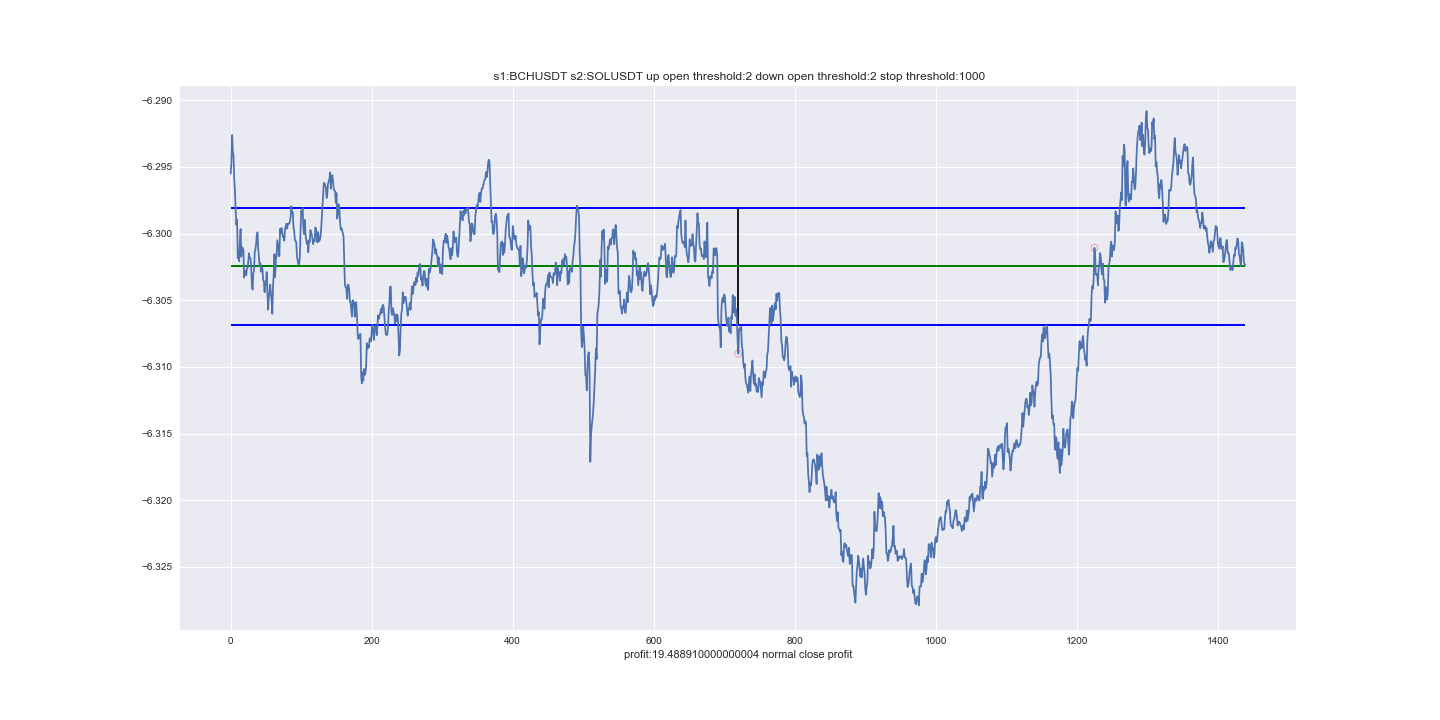 s1:BCHUSDT s2:SOLUSDT up open threshold:2 down open threshold:2 stop threshold:1000
−6.290
−6.295
−6.300
−6.305
−6.310
−6.315
−6.320
−6.325
0 200 400 600 800 1000 1200 1400
profit:19.488910000000004 normal close profit